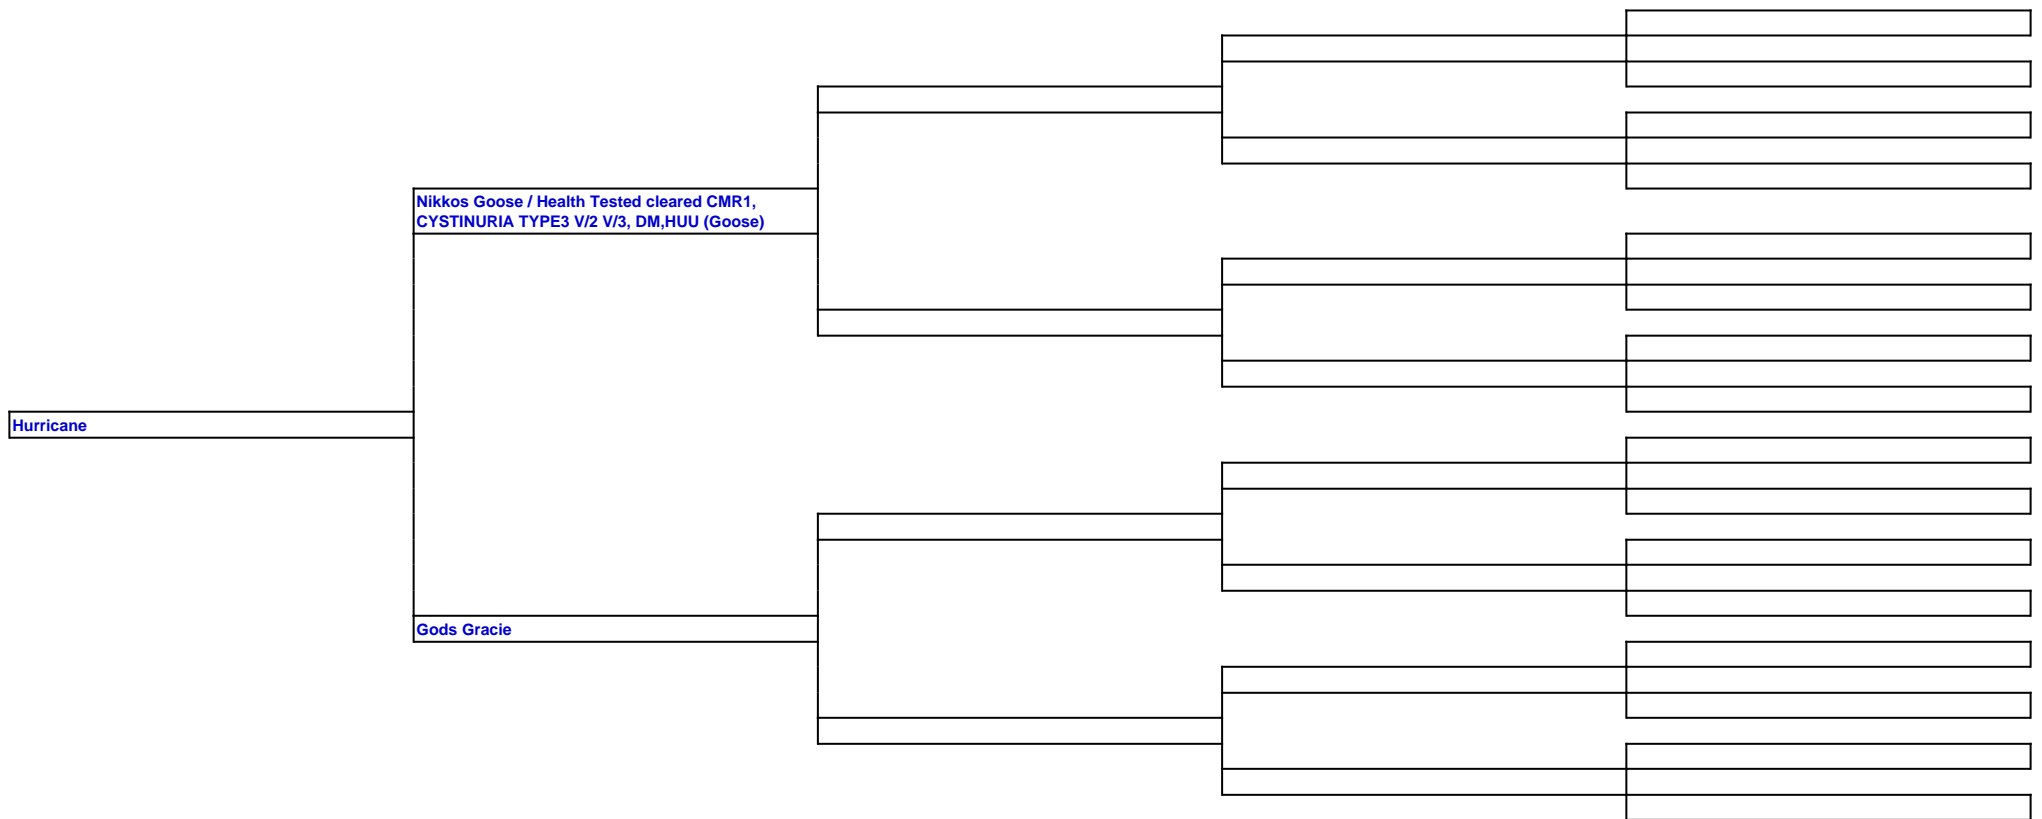 Nikkos Goose / Health Tested cleared CMR1,
CYSTINURIA TYPE3 V/2 V/3, DM,HUU (Goose)
Hurricane
Gods Gracie